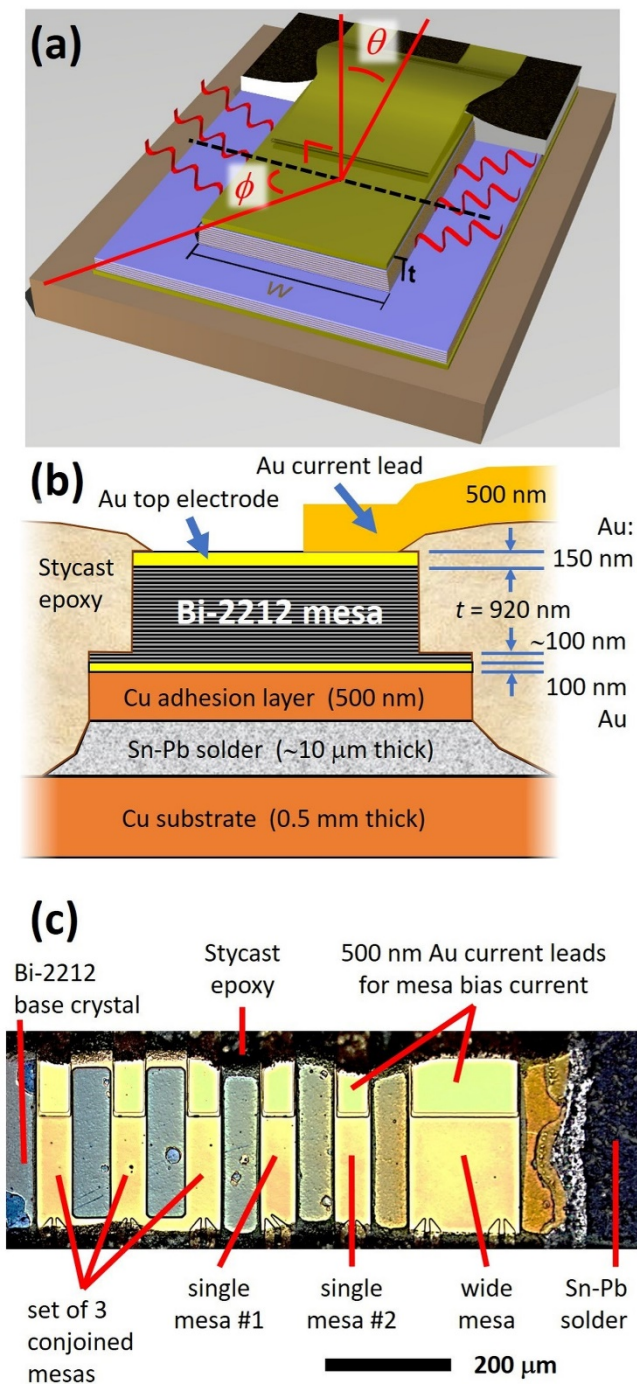 (a)
θ
ϕ
t
w
(b)
Au current lead
Au top electrode
500 nm
Au:
150 nm
Stycast
epoxy
Bi-2212 mesa
t = 920 nm
~100 nm
100 nm
Au
Cu adhesion layer (500 nm)
Sn-Pb solder (~10 μm thick)
Cu substrate (0.5 mm thick)
(c)
Bi-2212
base crystal
Stycast
epoxy
500 nm Au current leads
for mesa bias current
set of 3
conjoined
mesas
single
mesa #1
single
mesa #2
wide
mesa
Sn-Pb
solder
200 μm